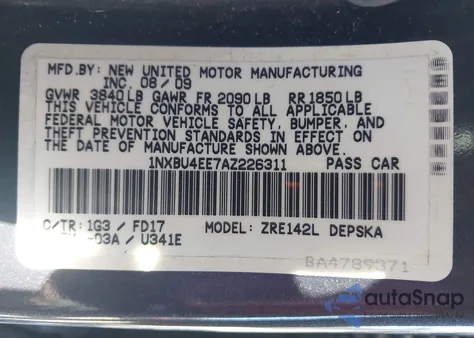 MFD.BY: NEW UNITED MOTOR MANUFACTURING
INC. 08/09
GVWR 3840LB GAWR FR 2090LB RR1850LB
THIS VEHICLE CONFORMS TO ALL APPLICABLE
FEDERAL MOTOR VEHICLE SAFETY, BUMPER, AND
THEFT PREVENTION STANDARDS IN EFFECT ON
THE DATE OF MANUFACTURE SHOWN ABOVE.
1NXBU4EE7AZ226311 PASS CAR
C/TR: 1G3 / FD17 MODEL: ZRE142L DEPSKA
-03A / U341E
BA4789371
autoSnap